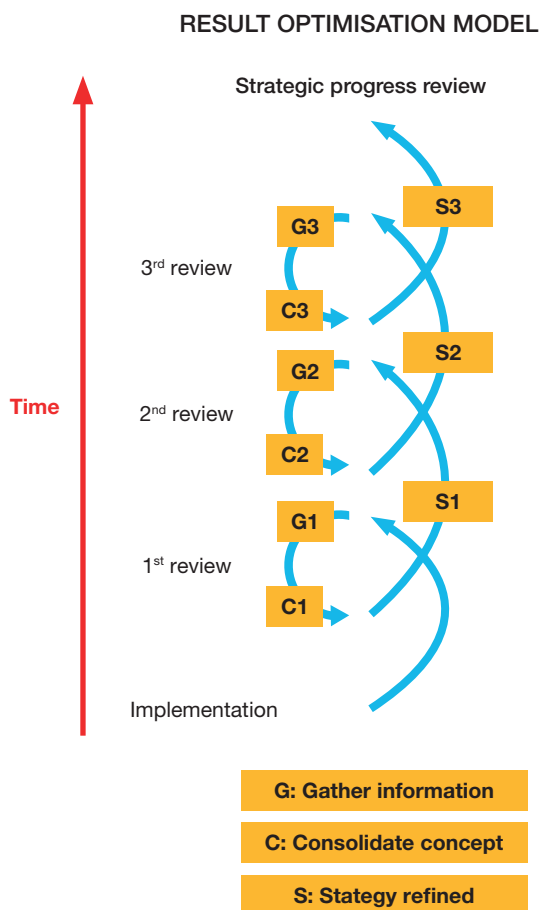 RESULT OPTIMISATION MODEL
Strategic progress review
S3
G3
3rd review
C3
S2
G2
Time
2nd review
C2
S1
G1
1st review
C1
Implementation
G: Gather information
C: Consolidate concept
S: Stategy refined